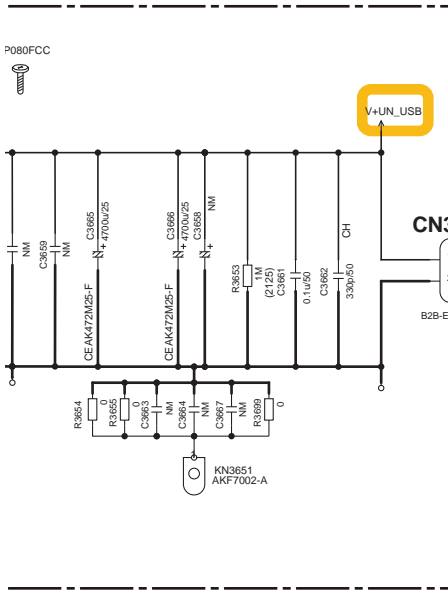 P080FCC
V+UN_USB
NM
C3659
NM
C3665
4700u/25
CEAK472M25-F
C3666
4700u/25
CEAK472M25-F
C3658
NM
R3653
1M
(2125)
C3661
0.1u/50
C3662
330p/50
CH
CN3
B2B-E
R3654
0
R3655
0
C3663
NM
C3664
NM
C3667
NM
R3699
0
1
KN3651
AKF7002-A